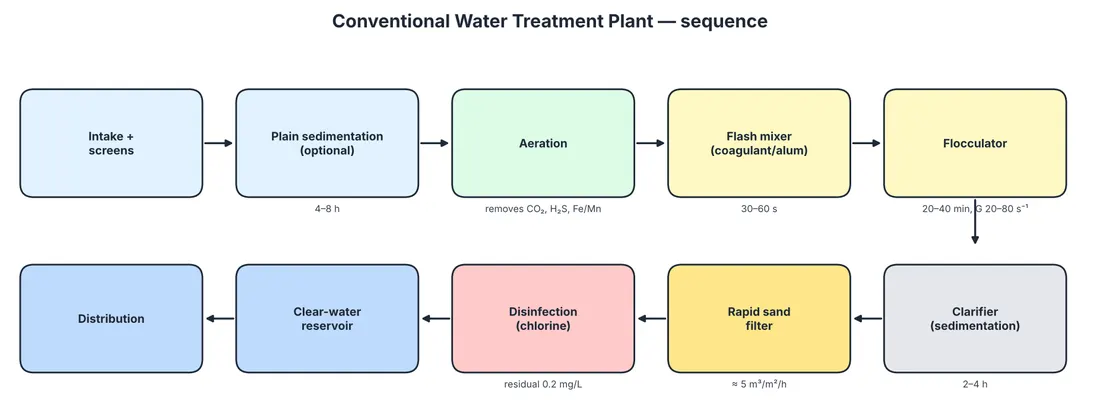 Conventional Water Treatment Plant — sequence
Intake +
screens
Plain sedimentation
(optional)
4–8 h
Aeration
removes CO₂, H₂S, Fe/Mn
Flash mixer
(coagulant/alum)
30–60 s
Flocculator
20–40 min, G 20–80 s⁻¹
Clarifier
(sedimentation)
2–4 h
Rapid sand
filter
≈ 5 m³/m²/h
Disinfection
(chlorine)
residual 0.2 mg/L
Clear-water
reservoir
Distribution